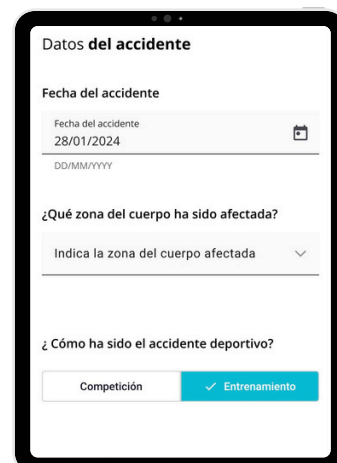 Datos del accidente
Fecha del accidente
Fecha del accidente
28/01/2024
DD/MM/YYYY
¿Qué zona del cuerpo ha sido afectada?
Indica la zona del cuerpo afectada
¿ Cómo ha sido el accidente deportivo?
Competición
Entrenamiento